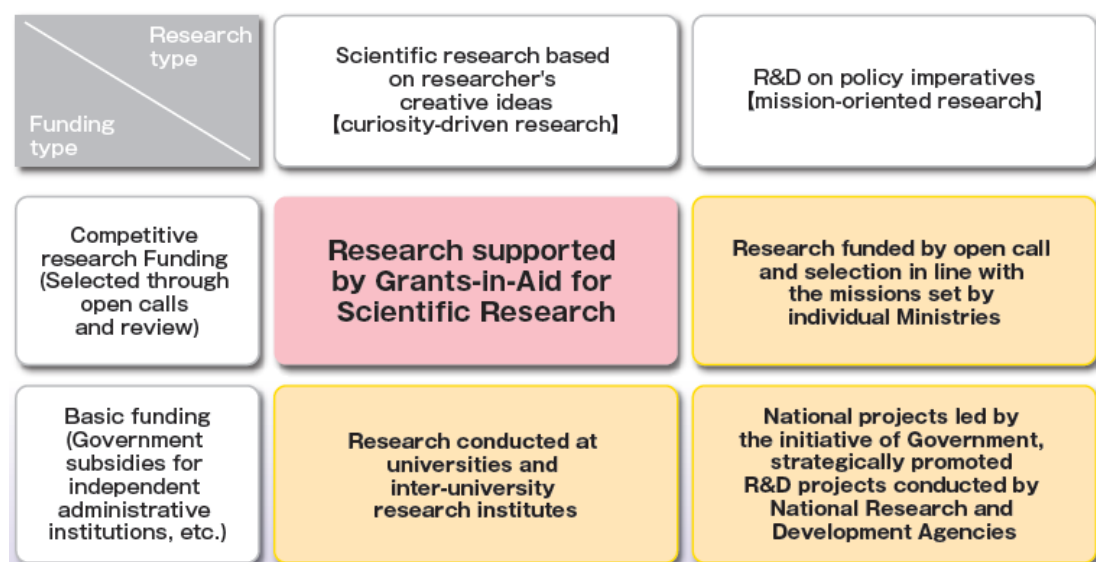 Research
type
Funding
type
Scientific research based
on researcher's
creative ideas
【curiosity-driven research】
R&D on policy imperatives
【mission-oriented research】
Competitive
research Funding
(Selected through
open calls
and review)
Research supported
by Grants-in-Aid for
Scientific Research
Research funded by open call
and selection in line with
the missions set by
individual Ministries
Basic funding
(Government
subsidies for
independent
administrative
institutions, etc.)
Research conducted at
universities and
inter-university
research institutes
National projects led by
the initiative of Government,
strategically promoted
R&D projects conducted by
National Research and
Development Agencies